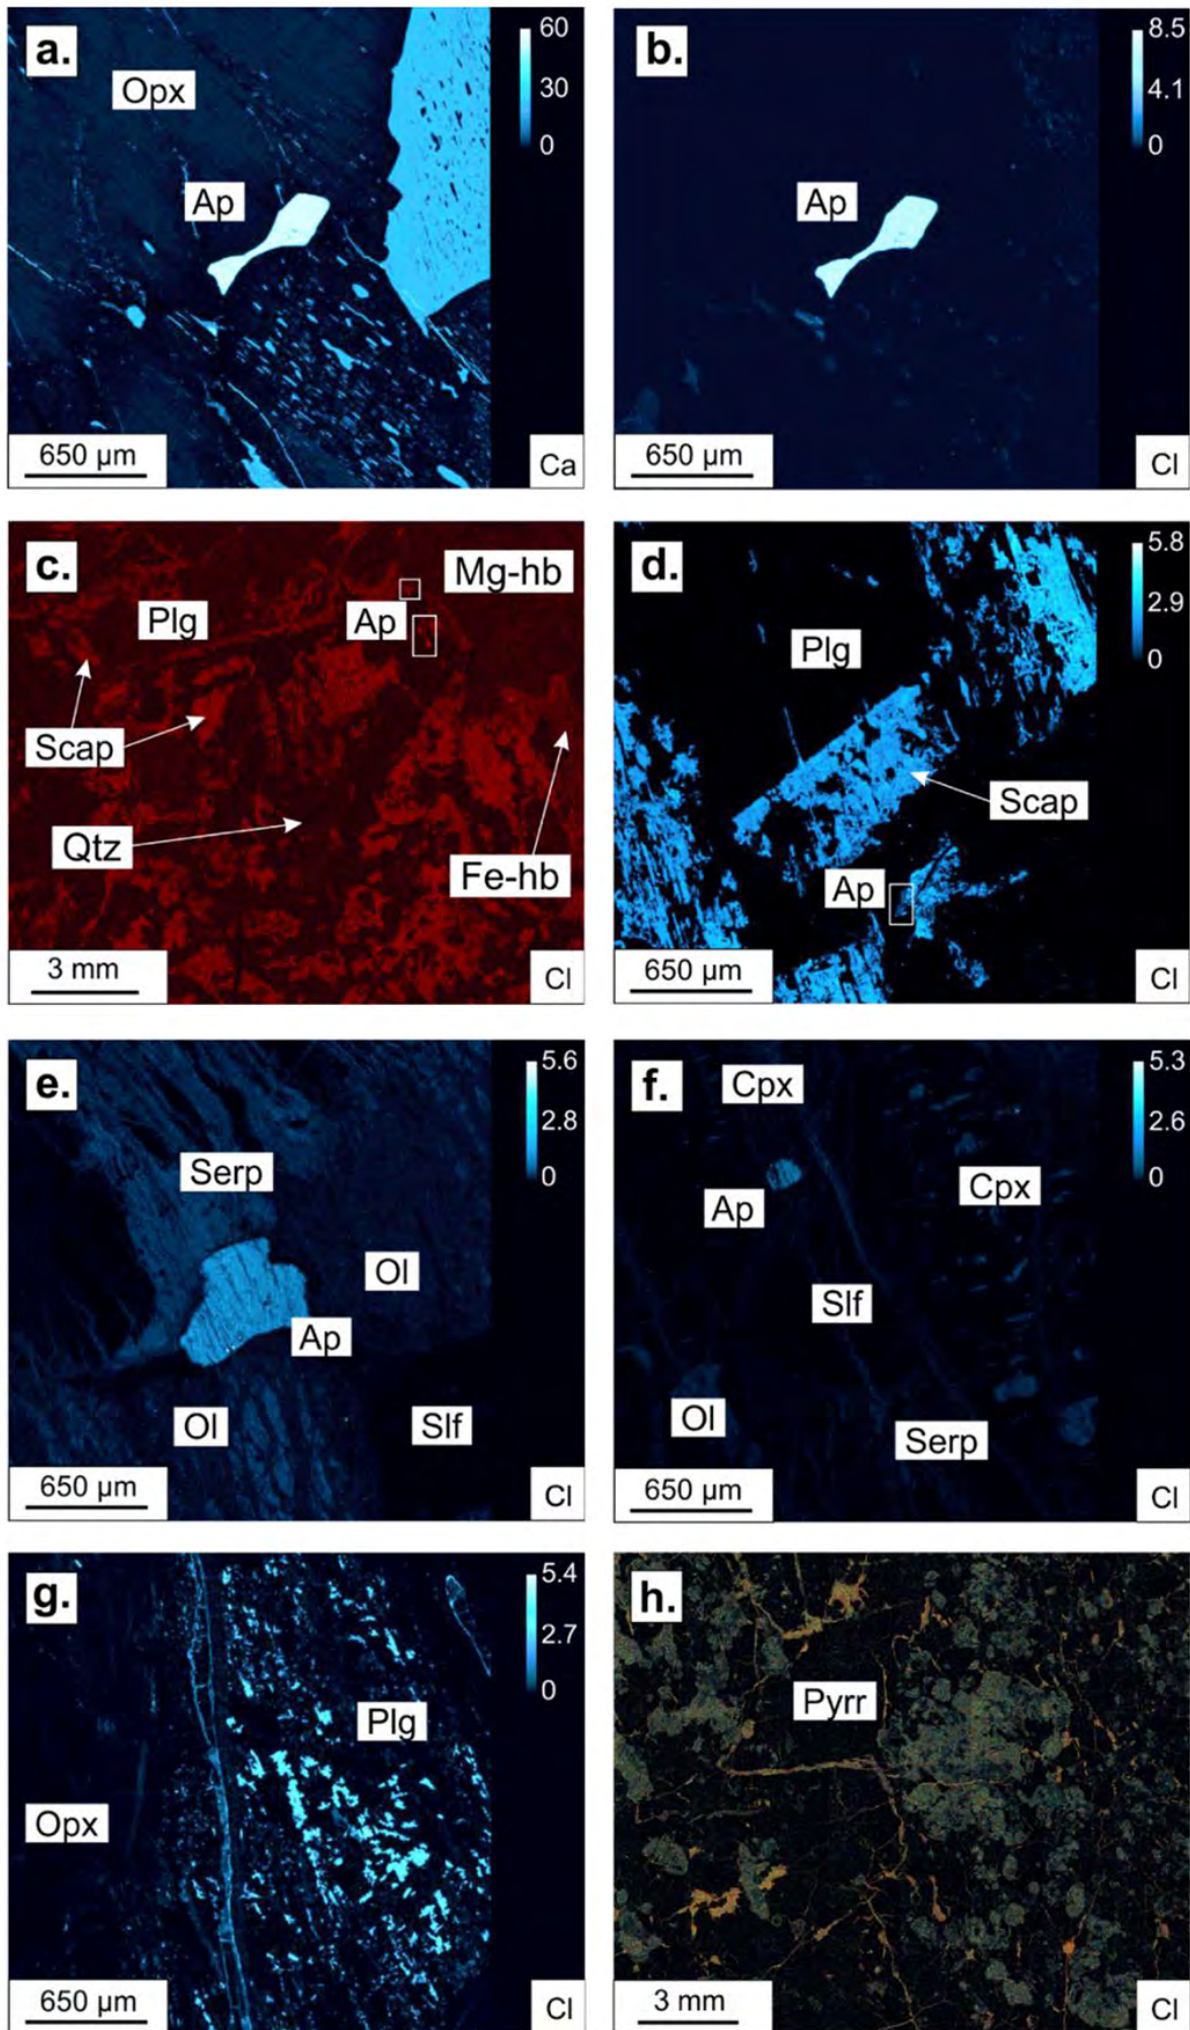 a.
60
30
0
Opx
Ap
650 µm
Ca
b.
8.5
4.1
0
Ap
650 µm
Cl
c.
Mg-hb
Plg
Ap
Scap
Qtz
Fe-hb
3 mm
Cl
d.
5.8
2.9
0
Plg
Scap
Ap
650 µm
Cl
e.
5.6
2.8
0
Serp
Ol
Ap
Ol
Slf
650 µm
Cl
f.
5.3
2.6
0
Cpx
Cpx
Ap
Slf
Ol
Serp
650 µm
Cl
g.
5.4
2.7
0
Plg
Opx
650 µm
Cl
h.
Pyrr
3 mm
Cl